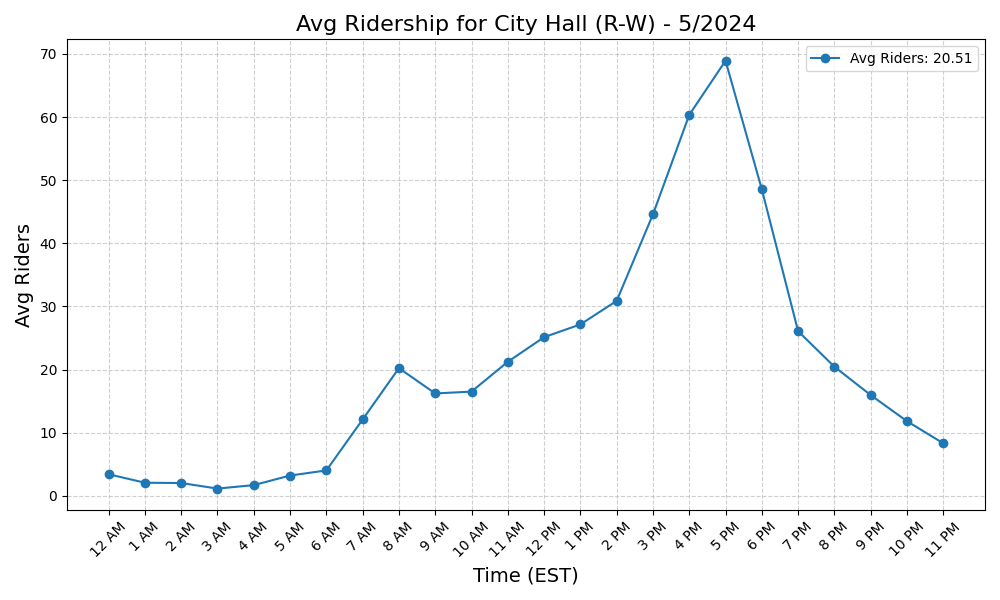 Avg Ridership for City Hall (R-W) - 5/2024
Avg Riders: 20.51
Avg Riders
70
60
50
40
30
20
10
0
12 AM
1 AM
2 AM
3 AM
4 AM
5 AM
6 AM
7 AM
8 AM
9 AM
10 AM
11 AM
12 PM
1 PM
2 PM
3 PM
4 PM
5 PM
6 PM
7 PM
8 PM
9 PM
10 PM
11 PM
Time (EST)